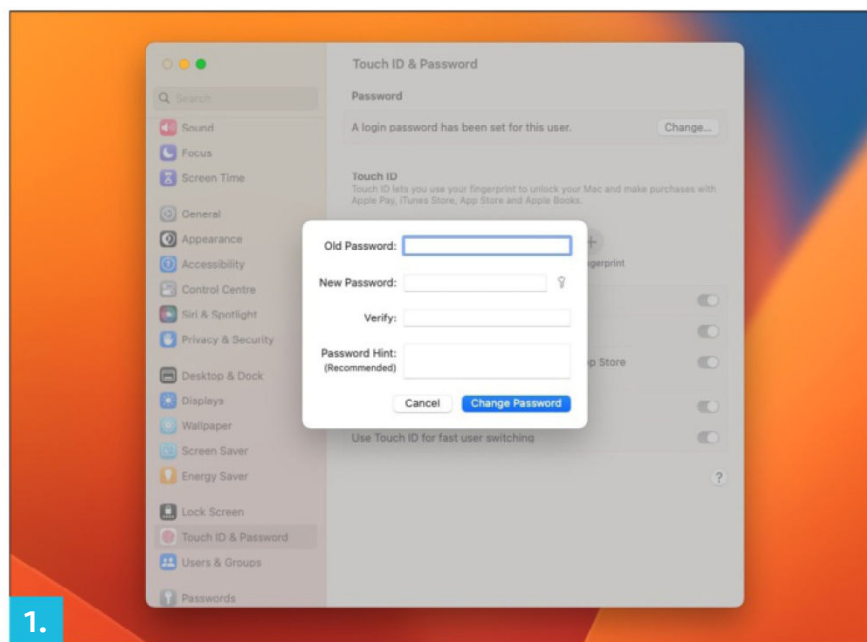 Touch ID & Password
Search
Password
A login password has been set for this user.
Change...
Sound
Focus
Screen Time
Touch ID
Touch ID lets you use your fingerprint to unlock your Mac and make purchases with
Apple Pay, iTunes Store, App Store and Apple Books.
General
Appearance
Accessibility
Control Centre
Siri & Spotlight
Privacy & Security
Desktop & Dock
Displays
Wallpaper
Screen Saver
Energy Saver
Lock Screen
Touch ID & Password
Users & Groups
Passwords
Old Password:
New Password:
Verify:
Password Hint:
(Recommended)
Cancel
Change Password
Use Touch ID for fast user switching
?
1.